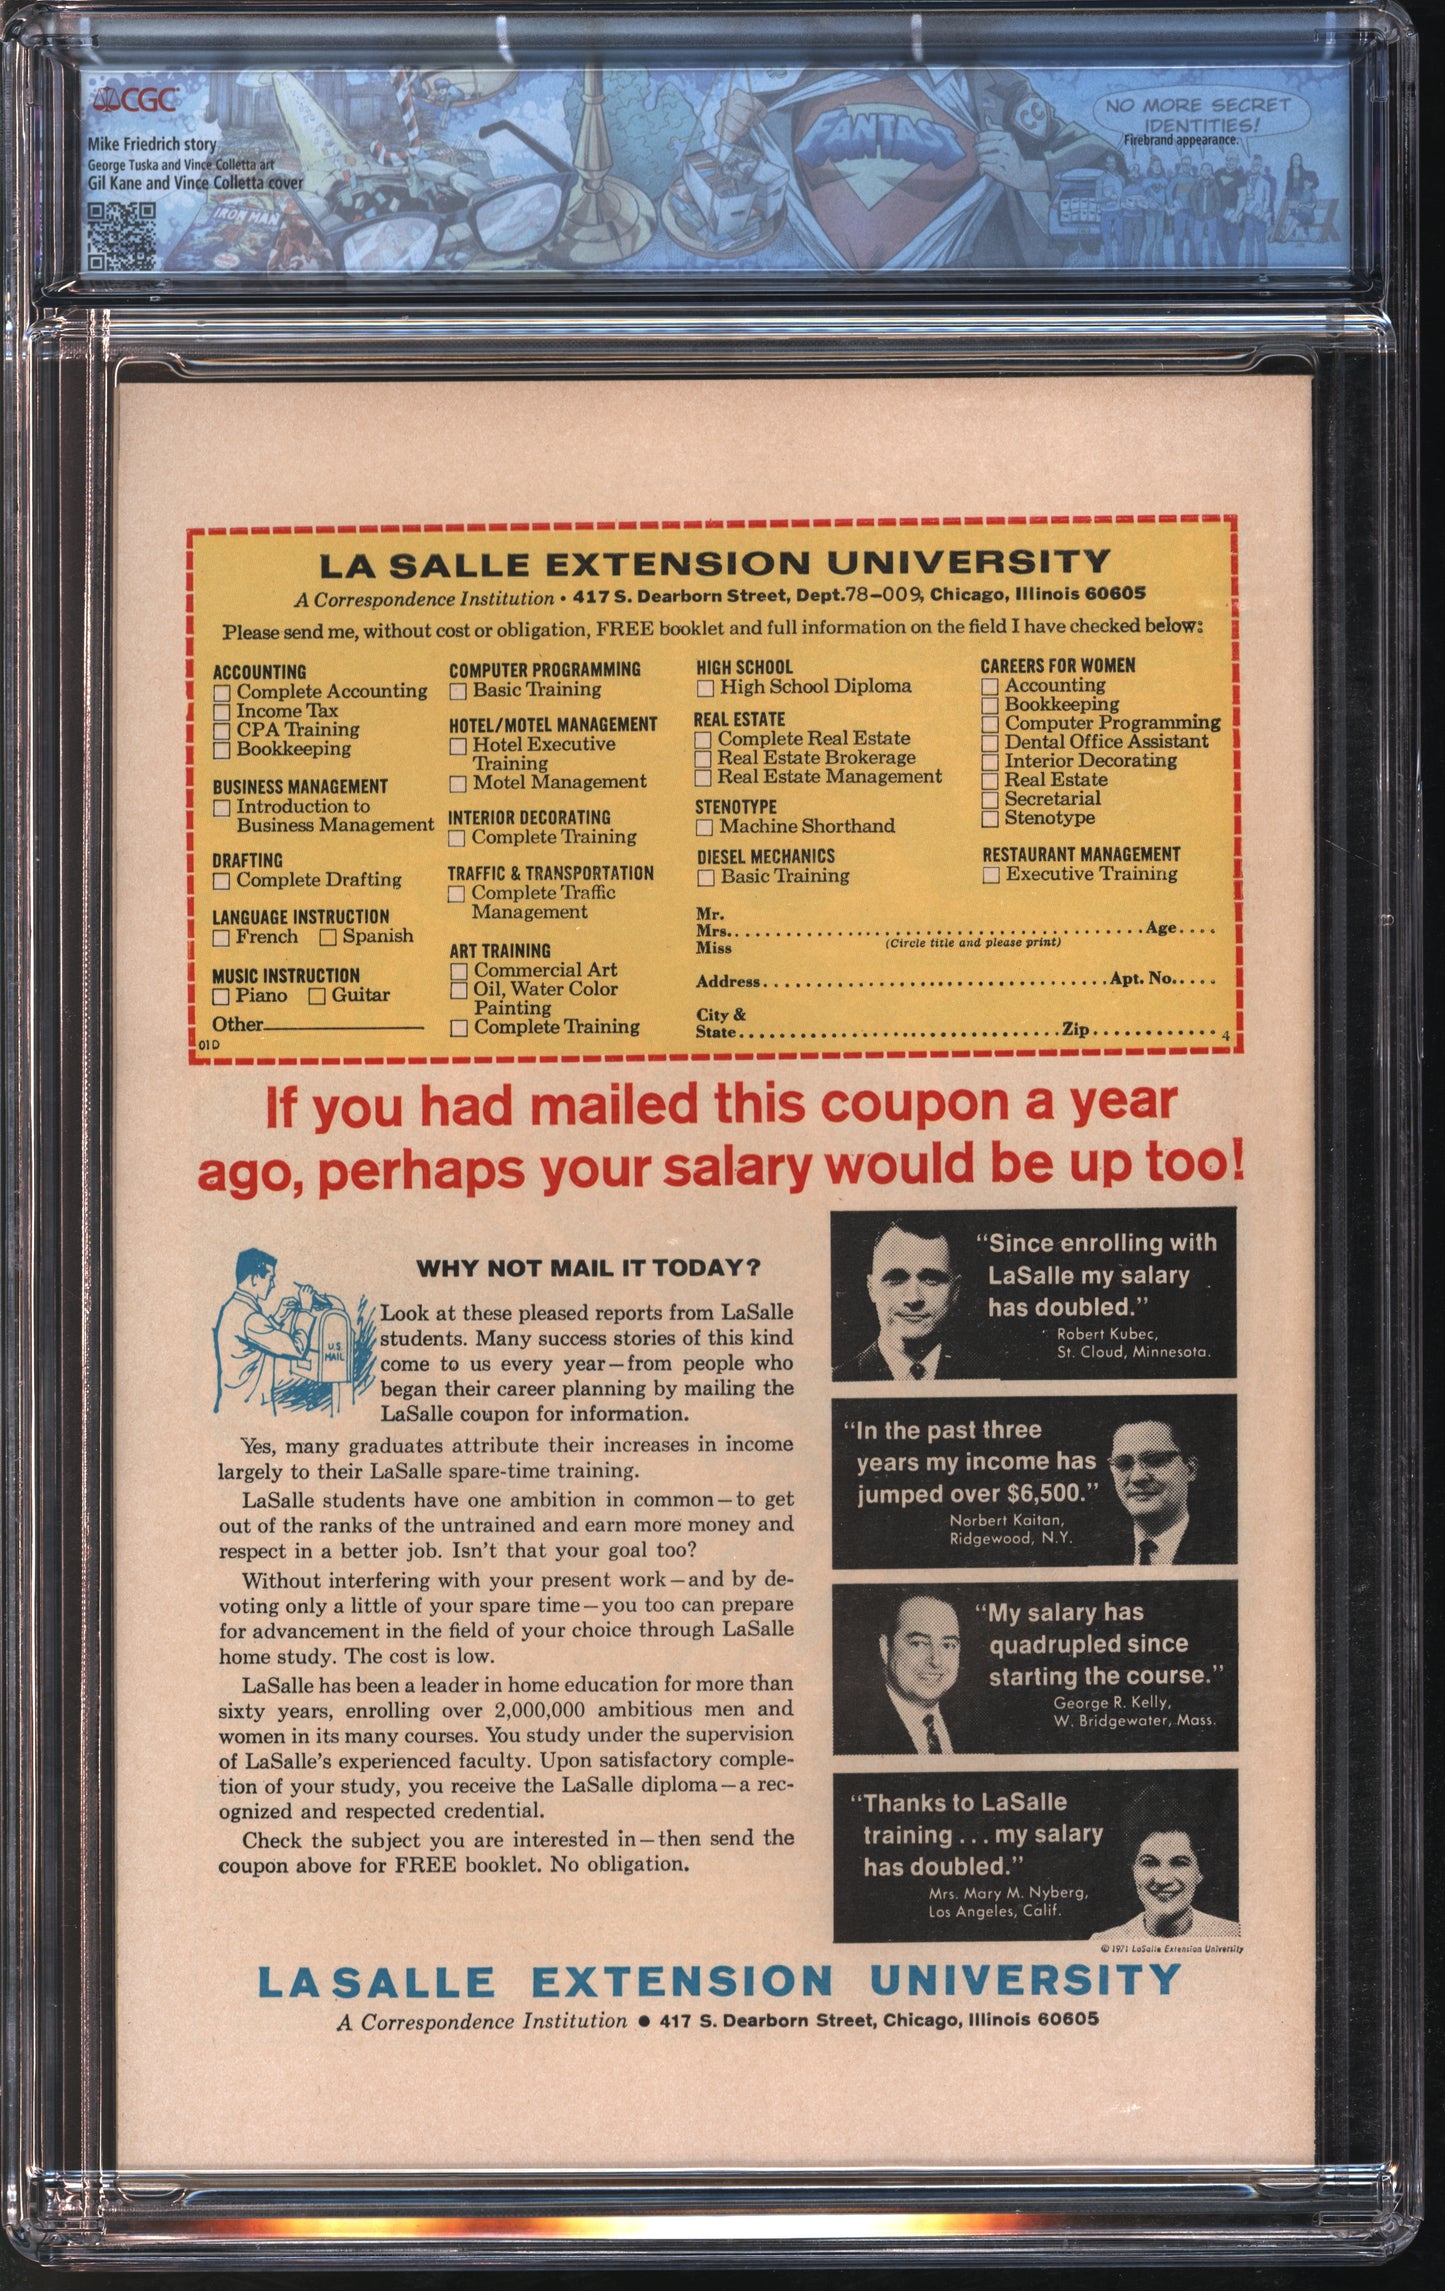 CGC
Mike Friedrich story
George Tuska and Vince Colletta art
Gil Kane and Vince Colletta cover
IRON MAN
FANTAST
NO MORE SECRET
IDENTITIES!
Firebrand appearance.
LA SALLE EXTENSION UNIVERSITY
A Correspondence Institution • 417 S. Dearborn Street, Dept.78-009, Chicago, Illinois 60605
Please send me, without cost or obligation, FREE booklet and full information on the field I have checked below:
ACCOUNTING
Complete Accounting
Income Tax
CPA Training
Bookkeeping
BUSINESS MANAGEMENT
Introduction to
Business Management
DRAFTING
Complete Drafting
LANGUAGE INSTRUCTION
French Spanish
MUSIC INSTRUCTION
Piano Guitar
Other
01D
COMPUTER PROGRAMMING
Basic Training
HOTEL/MOTEL MANAGEMENT
Hotel Executive
Training
Motel Management
INTERIOR DECORATING
Complete Training
TRAFFIC & TRANSPORTATION
Complete Traffic
Management
ART TRAINING
Commercial Art
Oil, Water Color
Painting
Complete Training
HIGH SCHOOL
High School Diploma
REAL ESTATE
Complete Real Estate
Real Estate Brokerage
Real Estate Management
STENOTYPE
Machine Shorthand
DIESEL MECHANICS
Basic Training
CAREERS FOR WOMEN
Accounting
Bookkeeping
Computer Programming
Dental Office Assistant
Interior Decorating
Real Estate
Secretarial
Stenotype
RESTAURANT MANAGEMENT
Executive Training
Mr.
Mrs. Age
Miss (Circle title and please print)
Address Apt. No.
City &
State Zip
4
If you had mailed this coupon a year
ago, perhaps your salary would be up too!
WHY NOT MAIL IT TODAY?
U.S.
MAIL
Look at these pleased reports from LaSalle
students. Many success stories of this kind
come to us every year—from people who
began their career planning by mailing the
LaSalle coupon for information.
Yes, many graduates attribute their increases in income
largely to their LaSalle spare-time training.
LaSalle students have one ambition in common—to get
out of the ranks of the untrained and earn more money and
respect in a better job. Isn't that your goal too?
Without interfering with your present work—and by de-
voting only a little of your spare time—you too can prepare
for advancement in the field of your choice through LaSalle
home study. The cost is low.
LaSalle has been a leader in home education for more than
sixty years, enrolling over 2,000,000 ambitious men and
women in its many courses. You study under the supervision
of LaSalle's experienced faculty. Upon satisfactory comple-
tion of your study, you receive the LaSalle diploma—a rec-
ognized and respected credential.
Check the subject you are interested in—then send the
coupon above for FREE booklet. No obligation.
"Since enrolling with
LaSalle my salary
has doubled."
Robert Kubec,
St. Cloud, Minnesota.
"In the past three
years my income has
jumped over $6,500."
Norbert Kaitan,
Ridgewood, N.Y.
"My salary has
quadrupled since
starting the course."
George R. Kelly,
W. Bridgewater, Mass.
"Thanks to LaSalle
training . . . my salary
has doubled."
Mrs. Mary M. Nyberg,
Los Angeles, Calif.
© 1971 LaSalle Extension University
LA SALLE EXTENSION UNIVERSITY
A Correspondence Institution • 417 S. Dearborn Street, Chicago, Illinois 60605